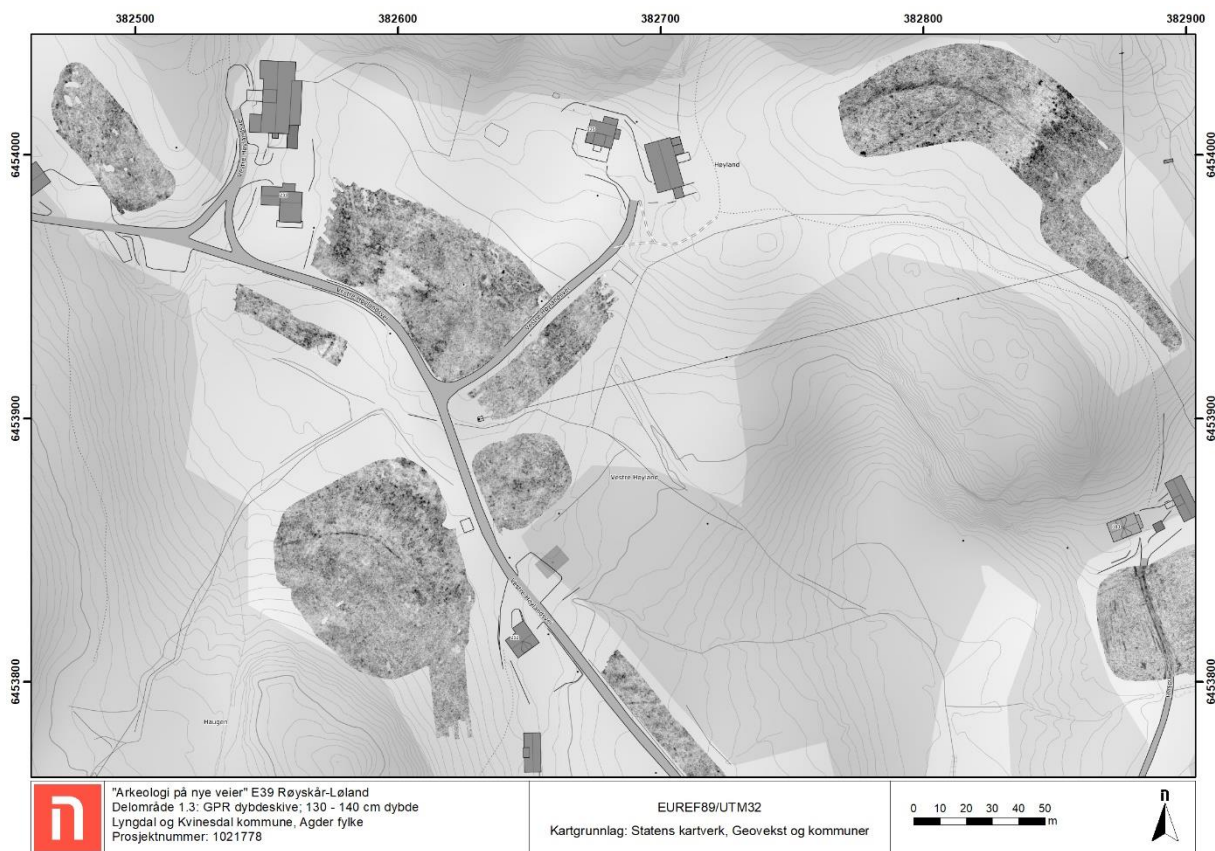 382500 382600 382700 382800 382900
6454000 6454000
Høyland
Vestre Høyland
6453900 6453900
Vestre Høyland
6453800 6453800
Haugen
"Arkeologi på nye veier" E39 Røyskår-Løland
Delområde 1.3: GPR dybdeskive; 130 - 140 cm dybde
Lyngdal og Kvinesdal kommune, Agder fylke
Prosjektnummer: 1021778
EUREF89/UTM32
Kartgrunnlag: Statens kartverk, Geovekst og kommuner
0 10 20 30 40 50
m
n